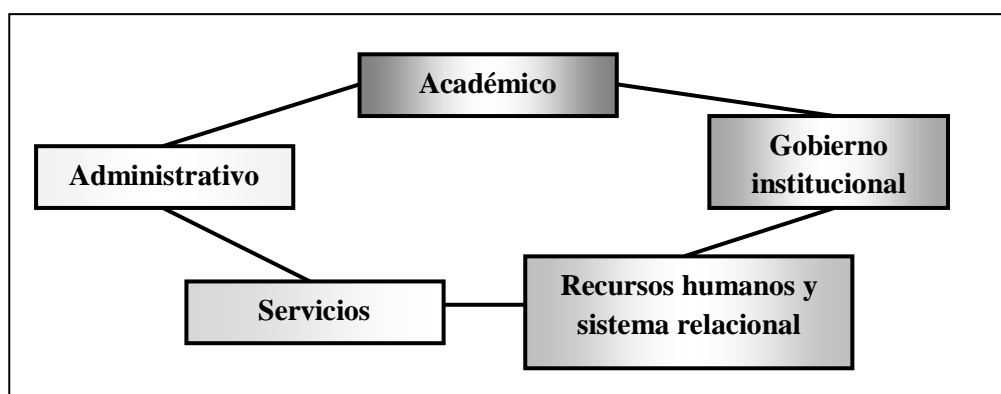 Académico
Gobierno
institucional
Administrativo
Recursos humanos y
sistema relacional
Servicios